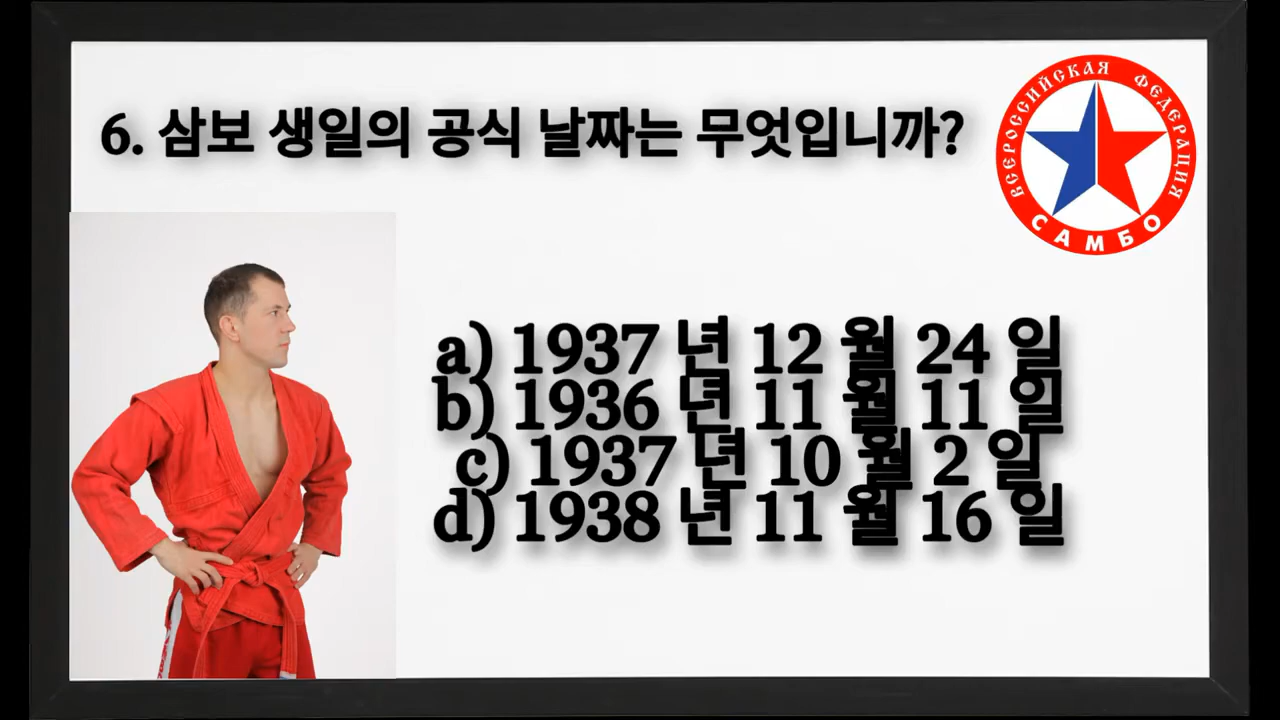 6. 삼보 생일의 공식 날짜는 무엇입니까?
ВСЕРОССИЙСКАЯ ФЕДЕРАЦИЯ
САМБО
a) 1937 년 12 월 24 일
b) 1936 년 11 월 11 일
c) 1937 년 10 월 2 일
d) 1938 년 11 월 16 일